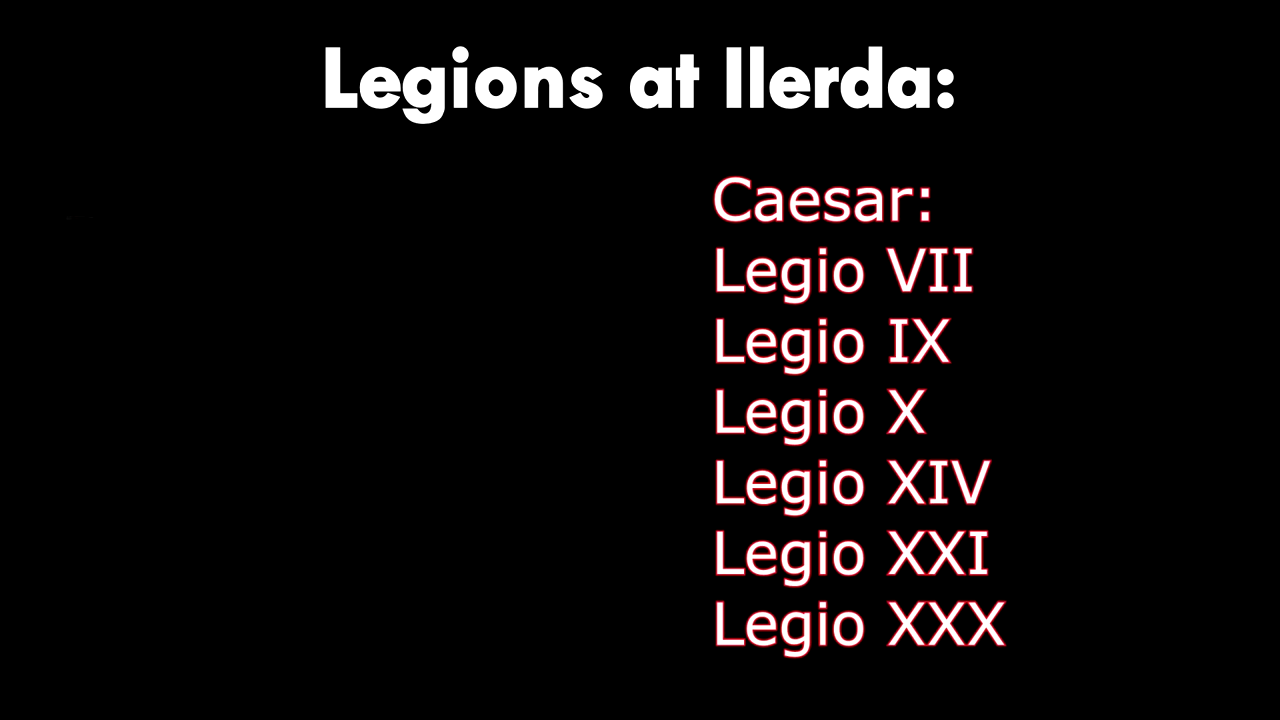 Legions at Ilerda:
Caesar:
Legio VII
Legio IX
Legio X
Legio XIV
Legio XXI
Legio XXX